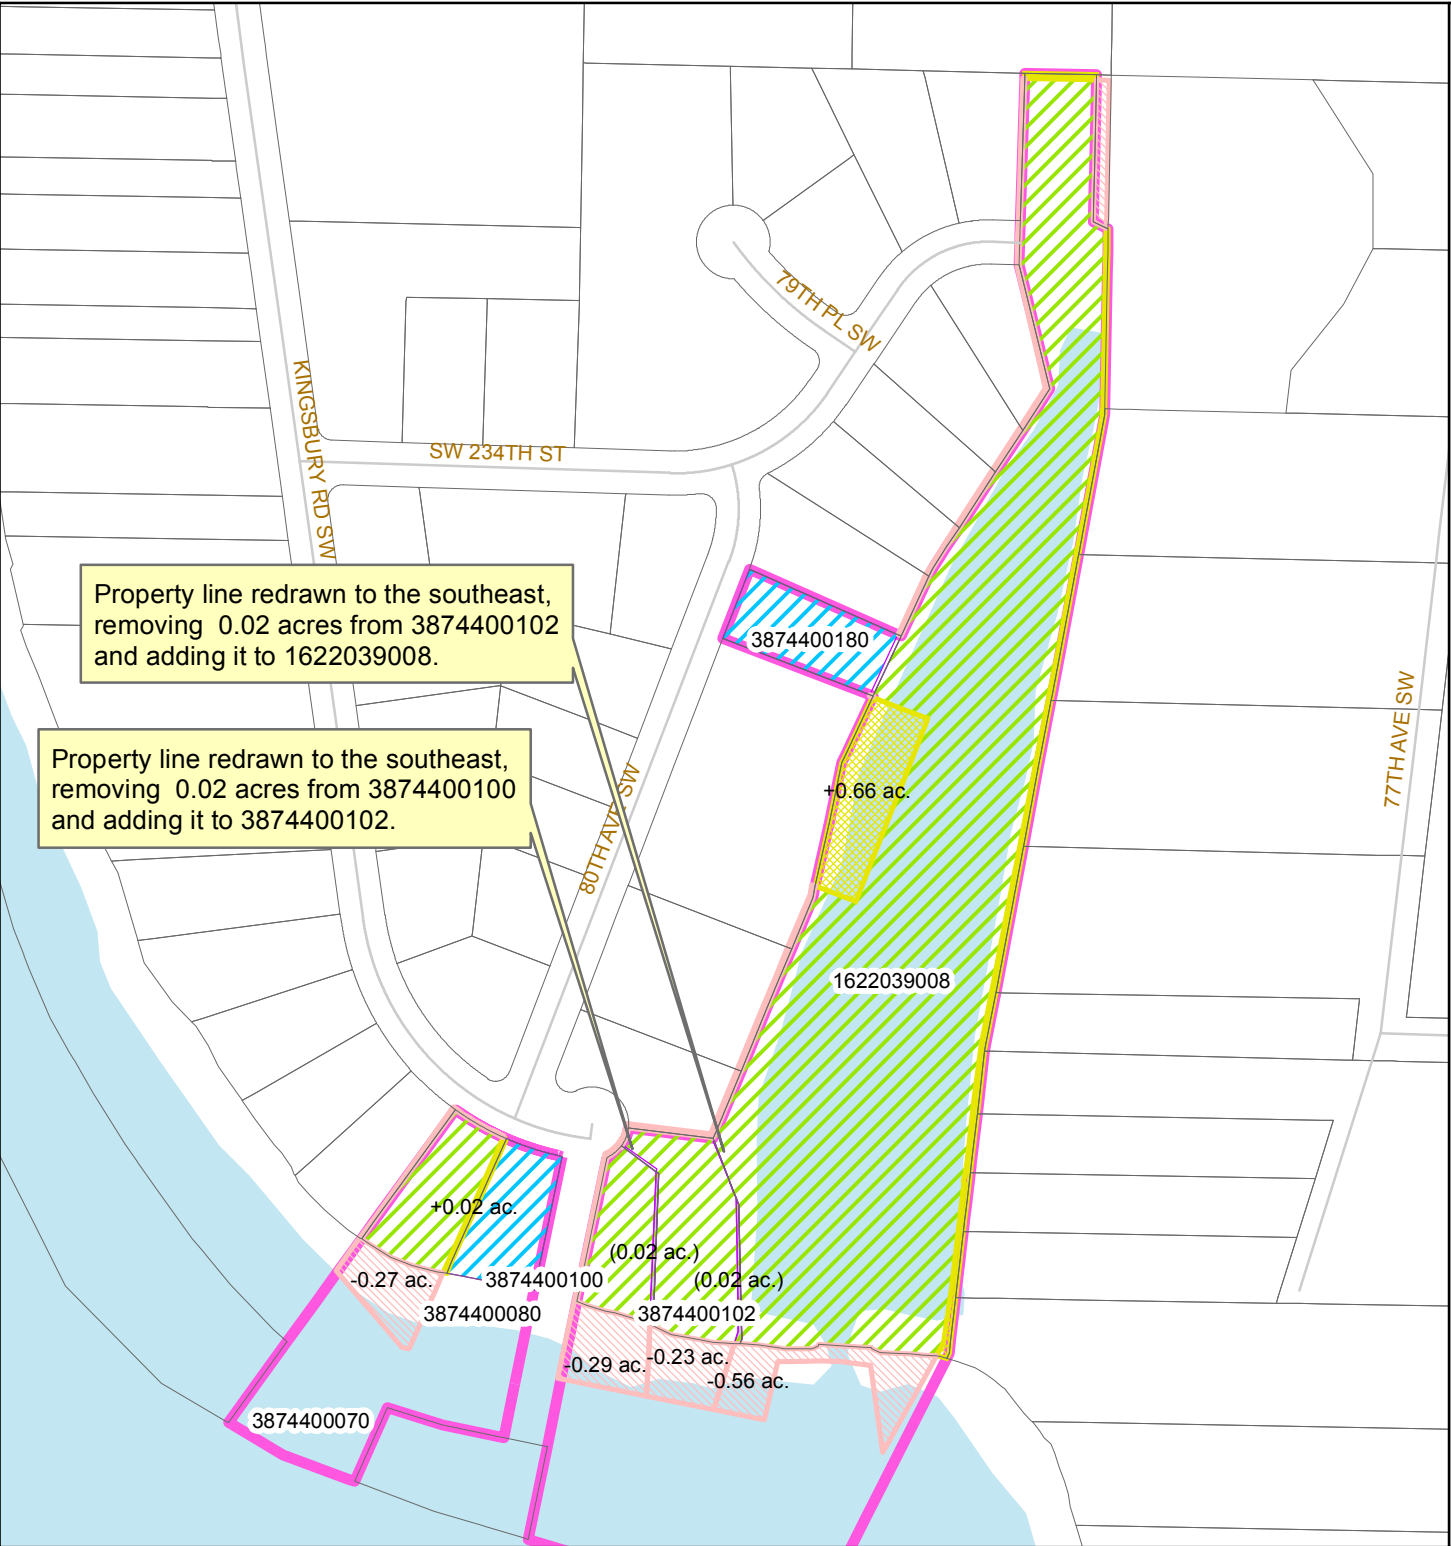 79TH PL SW
KINGSBURY RD SW
SW 234TH ST
Property line redrawn to the southeast,
removing 0.02 acres from 3874400102
and adding it to 1622039008.
3874400180
77TH AVE SW
Property line redrawn to the southeast,
removing 0.02 acres from 3874400100
and adding it to 3874400102.
80TH AVE SW
+0.66 ac.
1622039008
+0.02 ac.
(0.02 ac.)
-0.27 ac.
3874400100
(0.02 ac.)
3874400080
3874400102
-0.29 ac.
-0.23 ac.
-0.56 ac.
3874400070